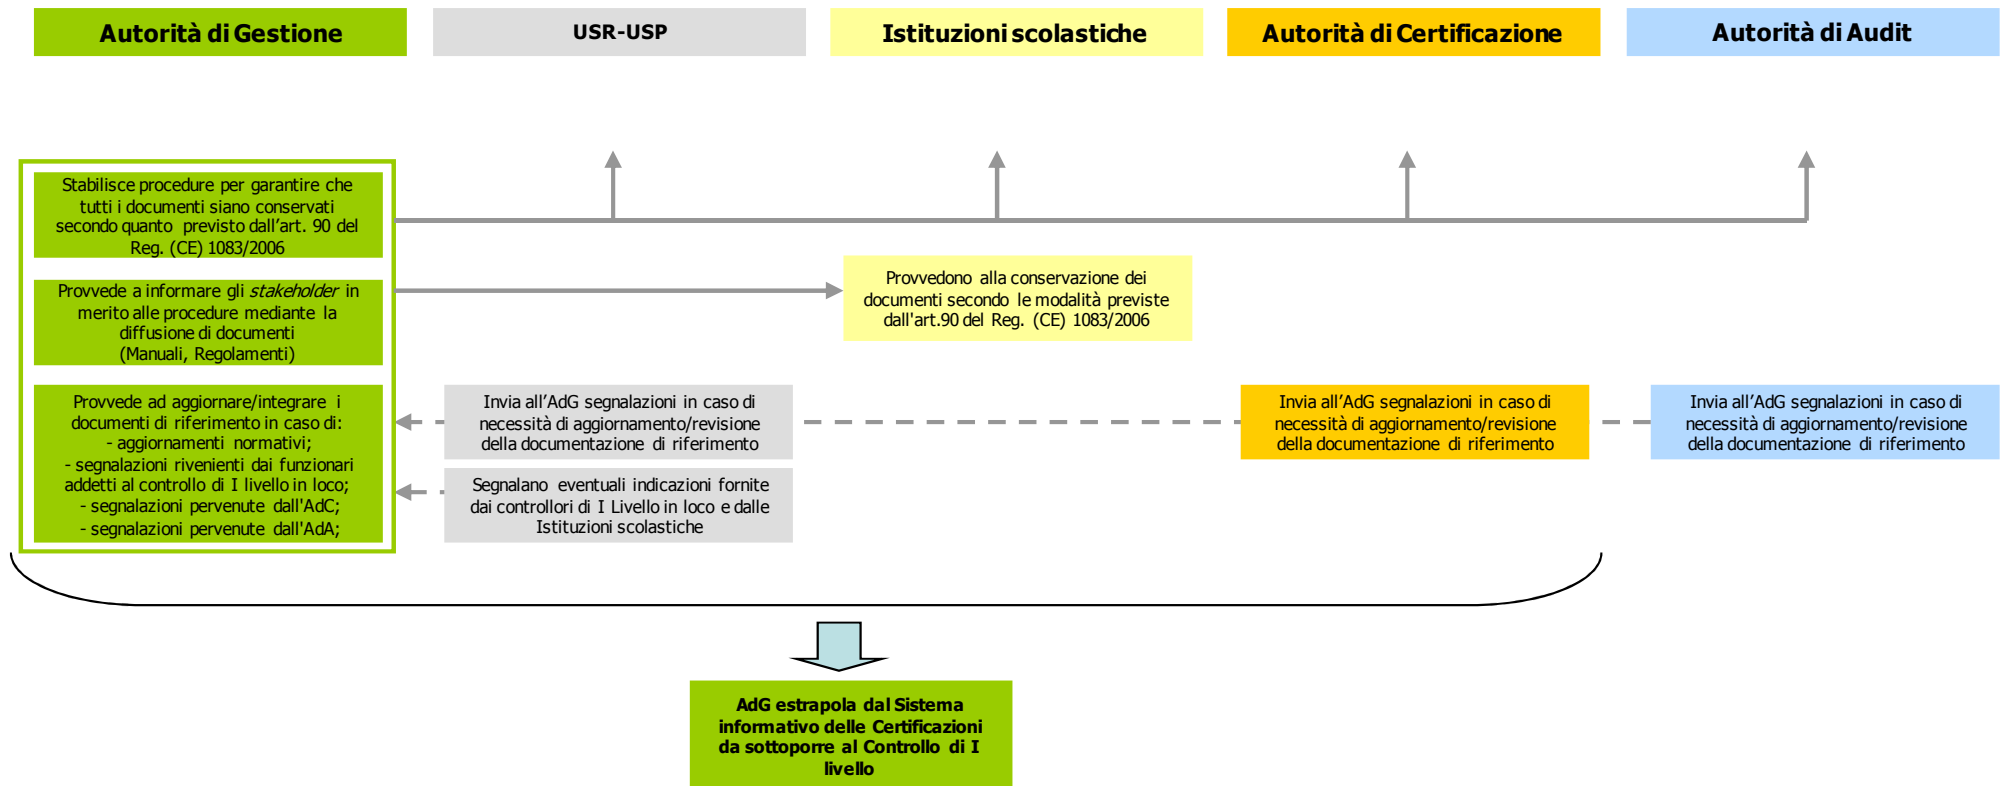 Autorità di Gestione
USR-USP
Istituzioni scolastiche
Autorità di Certificazione
Autorità di Audit
Stabilisce procedure per garantire che
tutti i documenti siano conservati
secondo quanto previsto dall'art. 90 del
Reg. (CE) 1083/2006
Provvede a informare gli stakeholder in
merito alle procedure mediante la
diffusione di documenti
(Manuali, Regolamenti)
Provvedono alla conservazione dei
documenti secondo le modalità previste
dall'art.90 del Reg. (CE) 1083/2006
Provvede ad aggiornare/integrare i
documenti di riferimento in caso di:
- aggiornamenti normativi;
- segnalazioni rivenienti dai funzionari
addetti al controllo di I livello in loco;
- segnalazioni pervenute dall'AdC;
- segnalazioni pervenute dall'AdA;
Invia all'AdG segnalazioni in caso di
necessità di aggiornamento/revisione
della documentazione di riferimento
Segnalano eventuali indicazioni fornite
dai controllori di I Livello in loco e dalle
Istituzioni scolastiche
Invia all'AdG segnalazioni in caso di
necessità di aggiornamento/revisione
della documentazione di riferimento
Invia all'AdG segnalazioni in caso di
necessità di aggiornamento/revisione
della documentazione di riferimento
AdG estrapola dal Sistema
informativo delle Certificazioni
da sottoporre al Controllo di I
livello